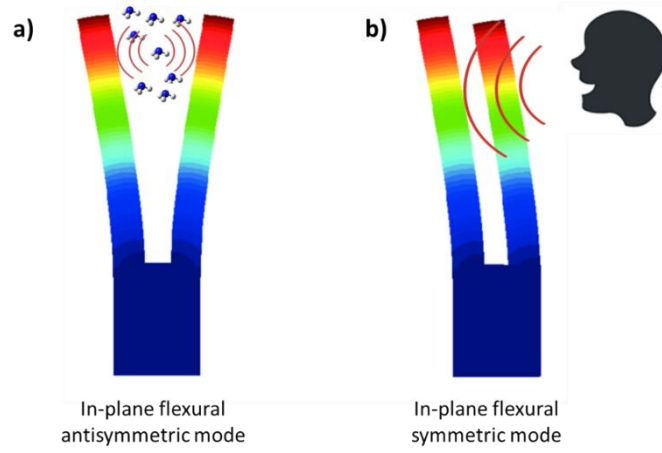 a)
b)
In-plane flexural
antisymmetric mode
In-plane flexural
symmetric mode